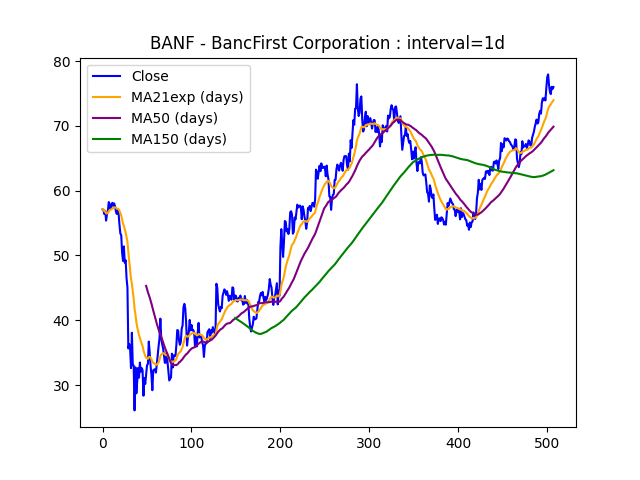 BANF - BancFirst Corporation : interval=1d
Close
MA21exp (days)
MA50 (days)
MA150 (days)
80
70
60
50
40
30
0 100 200 300 400 500